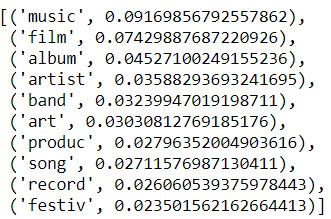 [('music', 0.09169856792557862),
('film', 0.07429887687220926),
('album', 0.04527100249155236),
('artist', 0.03588293693241695),
('band', 0.03239947019198711),
('art', 0.03030812769185176),
('produc', 0.02796352004903616),
('song', 0.02711576987130411),
('record', 0.026060539375978443),
('festiv', 0.023501562162664413)]